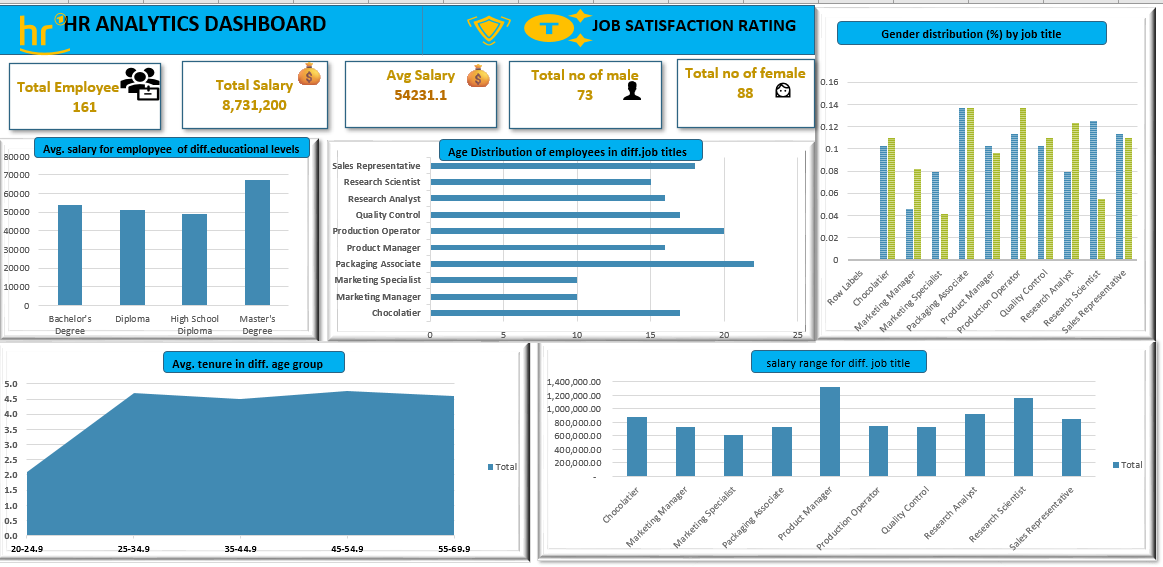 hr
HR ANALYTICS DASHBOARD
T
JOB SATISFACTION RATING
Total Employee
161
Total Salary
8,731,200
Avg Salary
54231.1
Total no of male
73
Total no of female
88
Avg. salary for emplopyee of diff.educational levels
80000
70000
60000
50000
40000
30000
20000
10000
0
Bachelor's Degree
Diploma
High School Diploma
Master's Degree
Age Distribution of employees in diff.job titles
Sales Representative
Research Scientist
Research Analyst
Quality Control
Production Operator
Product Manager
Packaging Associate
Marketing Specialist
Marketing Manager
Chocolatier
0 5 10 15 20 25
Gender distribution (%) by job title
0.16
0.14
0.12
0.1
0.08
0.06
0.04
0.02
0
Row Labels
Chocolatier
Marketing Manager
Marketing Specialist
Packaging Associate
Product Manager
Production Operator
Quality Control
Research Analyst
Research Scientist
Sales Representative
Avg. tenure in diff. age group
5.0
4.5
4.0
3.5
3.0
2.5
2.0
1.5
1.0
0.5
0.0
20-24.9 25-34.9 35-44.9 45-54.9 55-69.9
Total
salary range for diff. job title
1,400,000.00
1,200,000.00
1,000,000.00
800,000.00
600,000.00
400,000.00
200,000.00
-
Chocolatier
Marketing Manager
Marketing Specialist
Packaging Associate
Product Manager
Production Operator
Quality Control
Research Analyst
Research Scientist
Sales Representative
Total